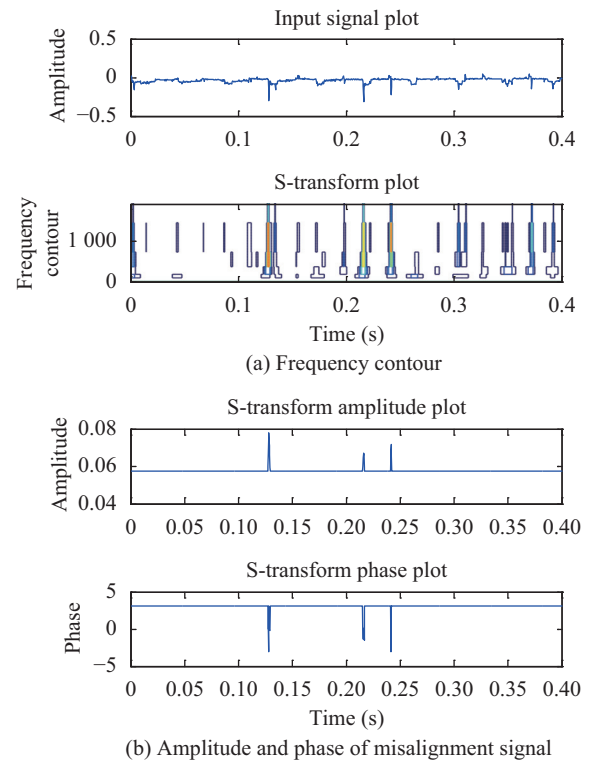 Input signal plot
Amplitude
0.5
0
−0.5
0 0.1 0.2 0.3 0.4
S-transform plot
Frequency
contour
1 000
0
0 0.1 0.2 0.3 0.4
Time (s)
(a) Frequency contour
S-transform amplitude plot
Amplitude
0.08
0.06
0.04
0 0.05 0.10 0.15 0.20 0.25 0.30 0.35 0.40
S-transform phase plot
Phase
5
0
−5
0 0.05 0.10 0.15 0.20 0.25 0.30 0.35 0.40
Time (s)
(b) Amplitude and phase of misalignment signal